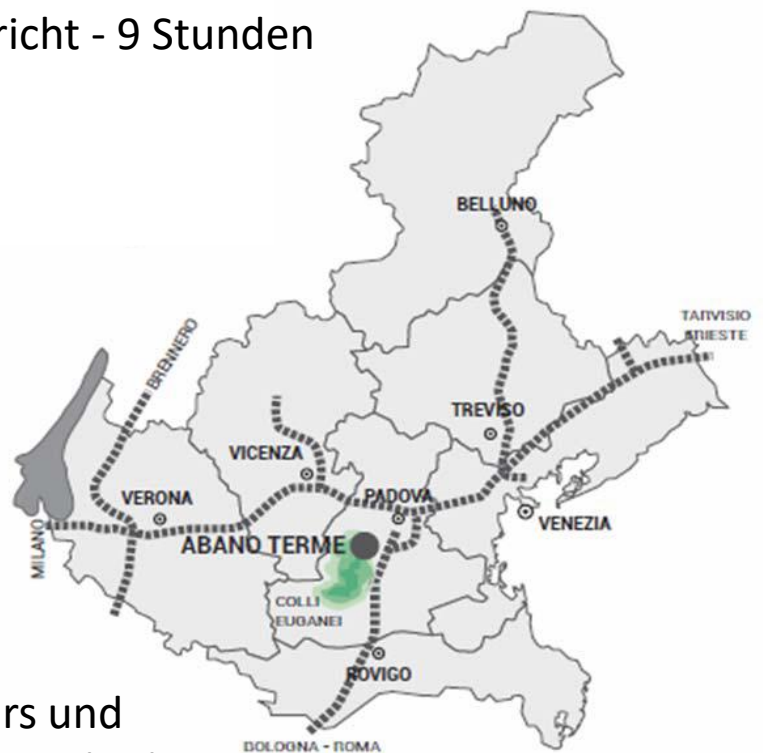 richt - 9 Stunden
BELLUNO
TARVISIO
TRIESTE
BRENNERO
TREVISO
VICENZA
VERONA
PADOVA
VENEZIA
MILANO
ABANO TERME
COLLI
EUGANEI
ROVIGO
rs und
BOLOGNA - ROMA